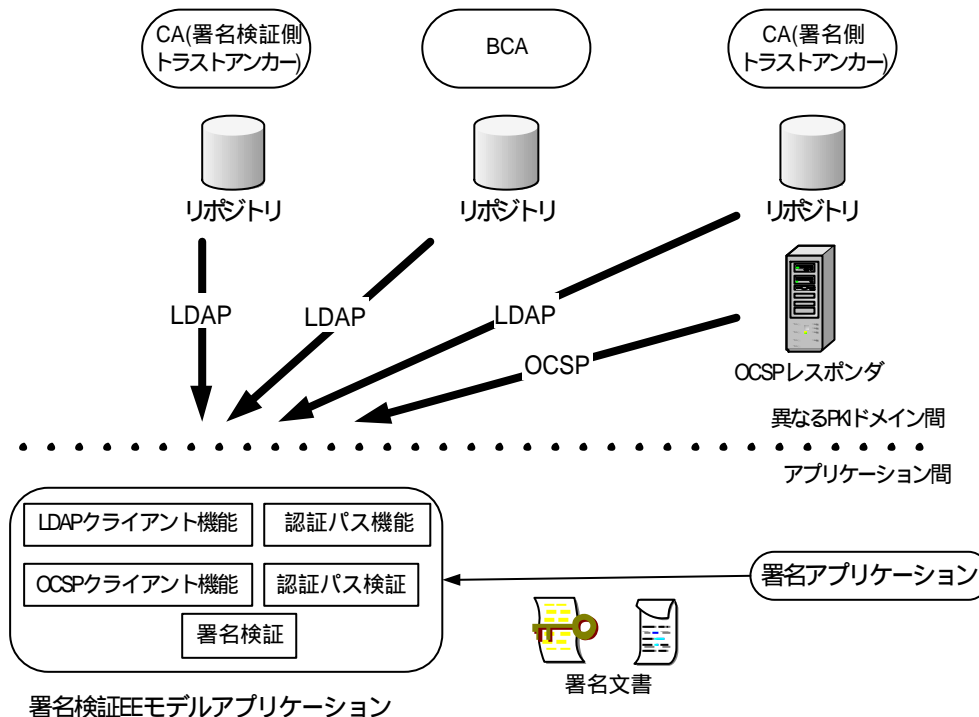 CA(署名検証側
トラストアンカー)
BCA
CA(署名側
トラストアンカー)
リポジトリ
リポジトリ
リポジトリ
LDAP
LDAP
LDAP
OCSP
OCSPレスポンダ
異なるPKIドメイン間
アプリケーション間
LDAPクライアント機能
認証パス機能
OCSPクライアント機能
認証パス検証
署名検証
署名アプリケーション
署名文書
署名検証EEモデルアプリケーション